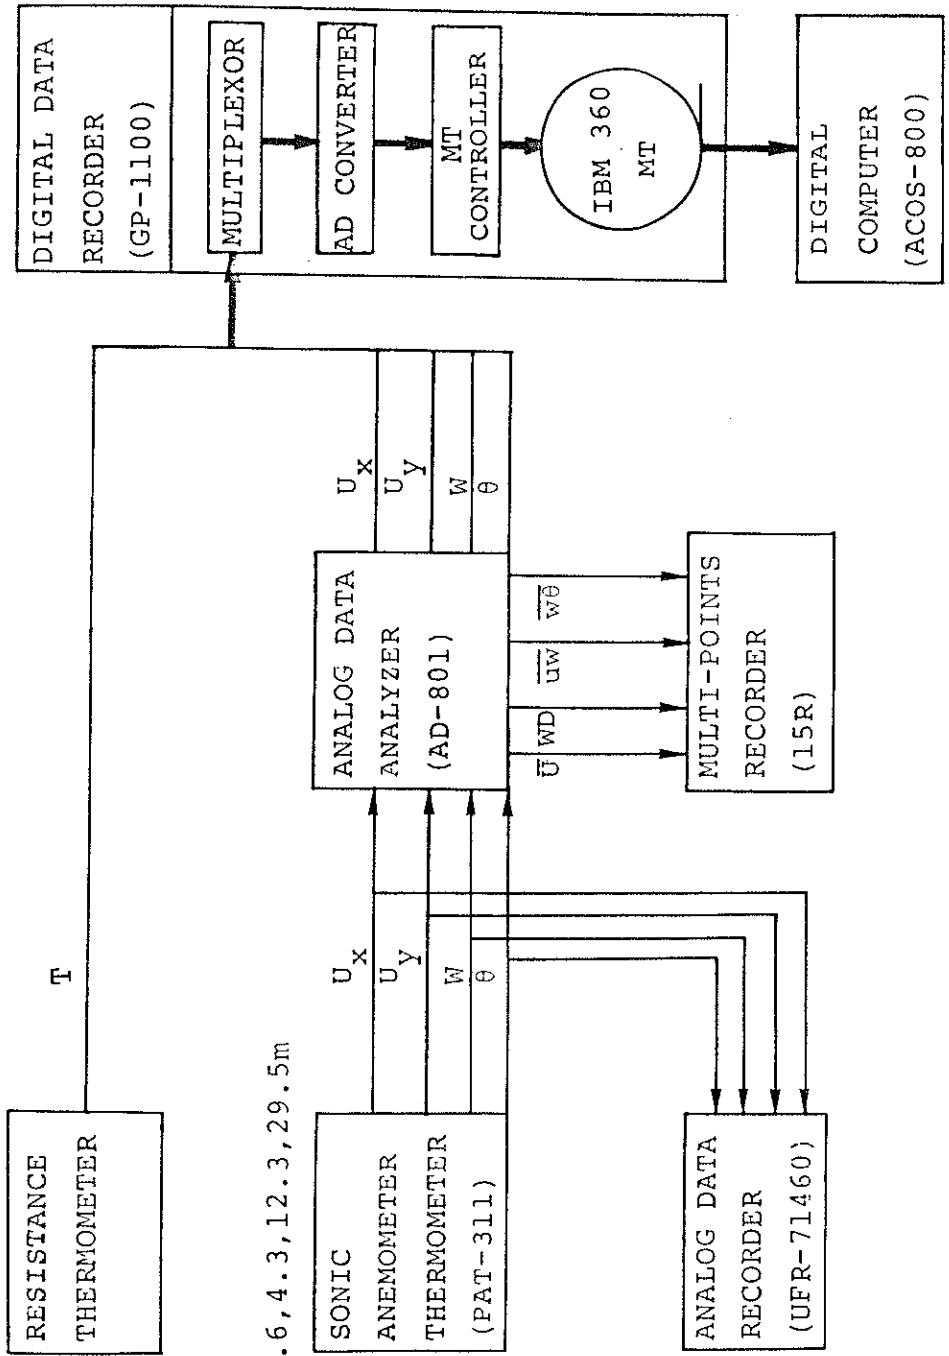 RESISTANCE
THERMOMETER
T
.6,4.3,12.3,29.5m
SONIC
ANEMOMETER
THERMOMETER
(PAT-311)
Ux
Uy
W
θ
ANALOG DATA
RECORDER
(UFR-71460)
ANALOG DATA
ANALYZER
(AD-801)
U̅
WD
u̅w̅
w̅θ̅
MULTI-POINTS
RECORDER
(15R)
Ux
Uy
W
θ
DIGITAL DATA
RECORDER
(GP-1100)
MULTIPLEXOR
AD CONVERTER
MT
CONTROLLER
IBM 360
MT
DIGITAL
COMPUTER
(ACOS-800)